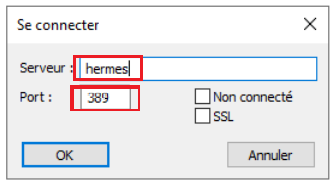 Se connecter
Serveur : hermes
Port : 389 Non connecté
SSL
OK Annuler